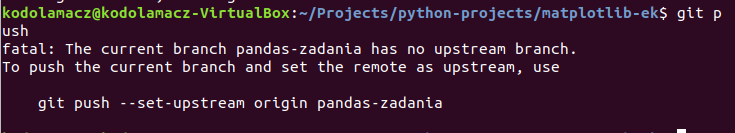 kodolamacz@kodolamacz-VirtualBox:~/Projects/python-projects/matplotlib-ek$ git p
ush
fatal: The current branch pandas-zadania has no upstream branch.
To push the current branch and set the remote as upstream, use
git push --set-upstream origin pandas-zadania